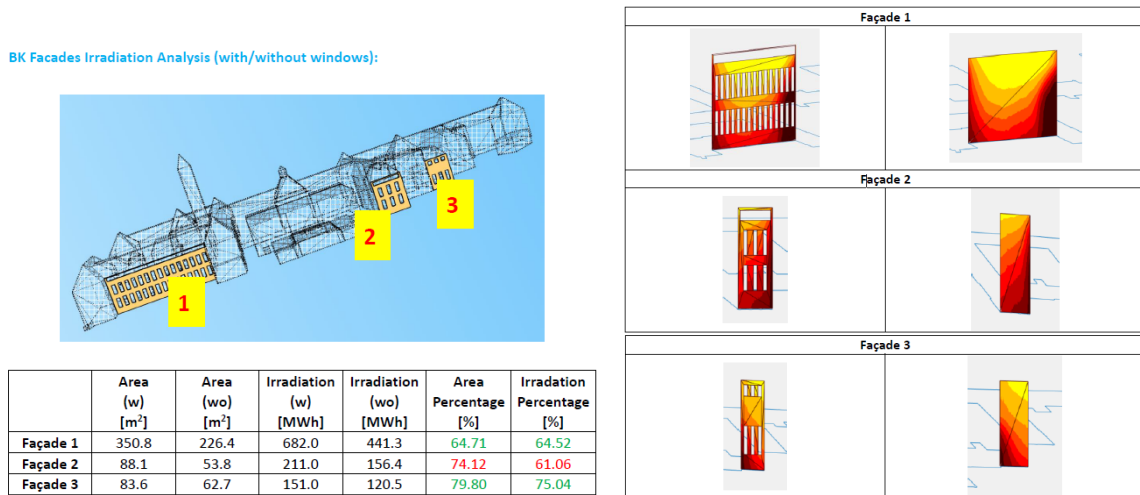 BK Facades Irradiation Analysis (with/without windows):
1
2
3
Area (w) [m²] Area (wo) [m²] Irradiation (w) [MWh] Irradiation (wo) [MWh] Area Percentage [%] Irradation Percentage [%]
Façade 1 350.8 226.4 682.0 441.3 64.71 64.52
Façade 2 88.1 53.8 211.0 156.4 74.12 61.06
Façade 3 83.6 62.7 151.0 120.5 79.80 75.04
Façade 1
Façade 2
Façade 3